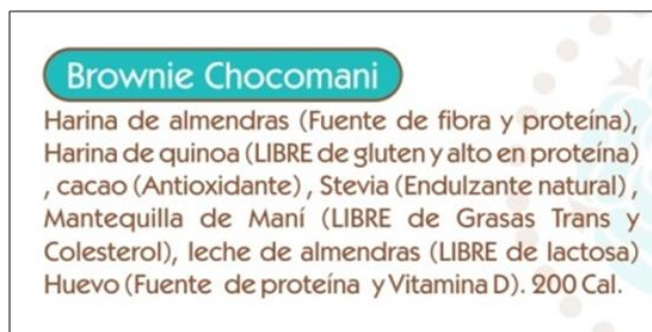 Brownie Chocomani
Harina de almendras (Fuente de fibra y proteína),
Harina de quinoa (LIBRE de gluten y alto en proteína)
, cacao (Antioxidante) , Stevia (Endulzante natural) ,
Mantequilla de Maní (LIBRE de Grasas Trans y
Colesterol), leche de almendras (LIBRE de lactosa)
Huevo (Fuente de proteína y Vitamina D). 200 Cal.